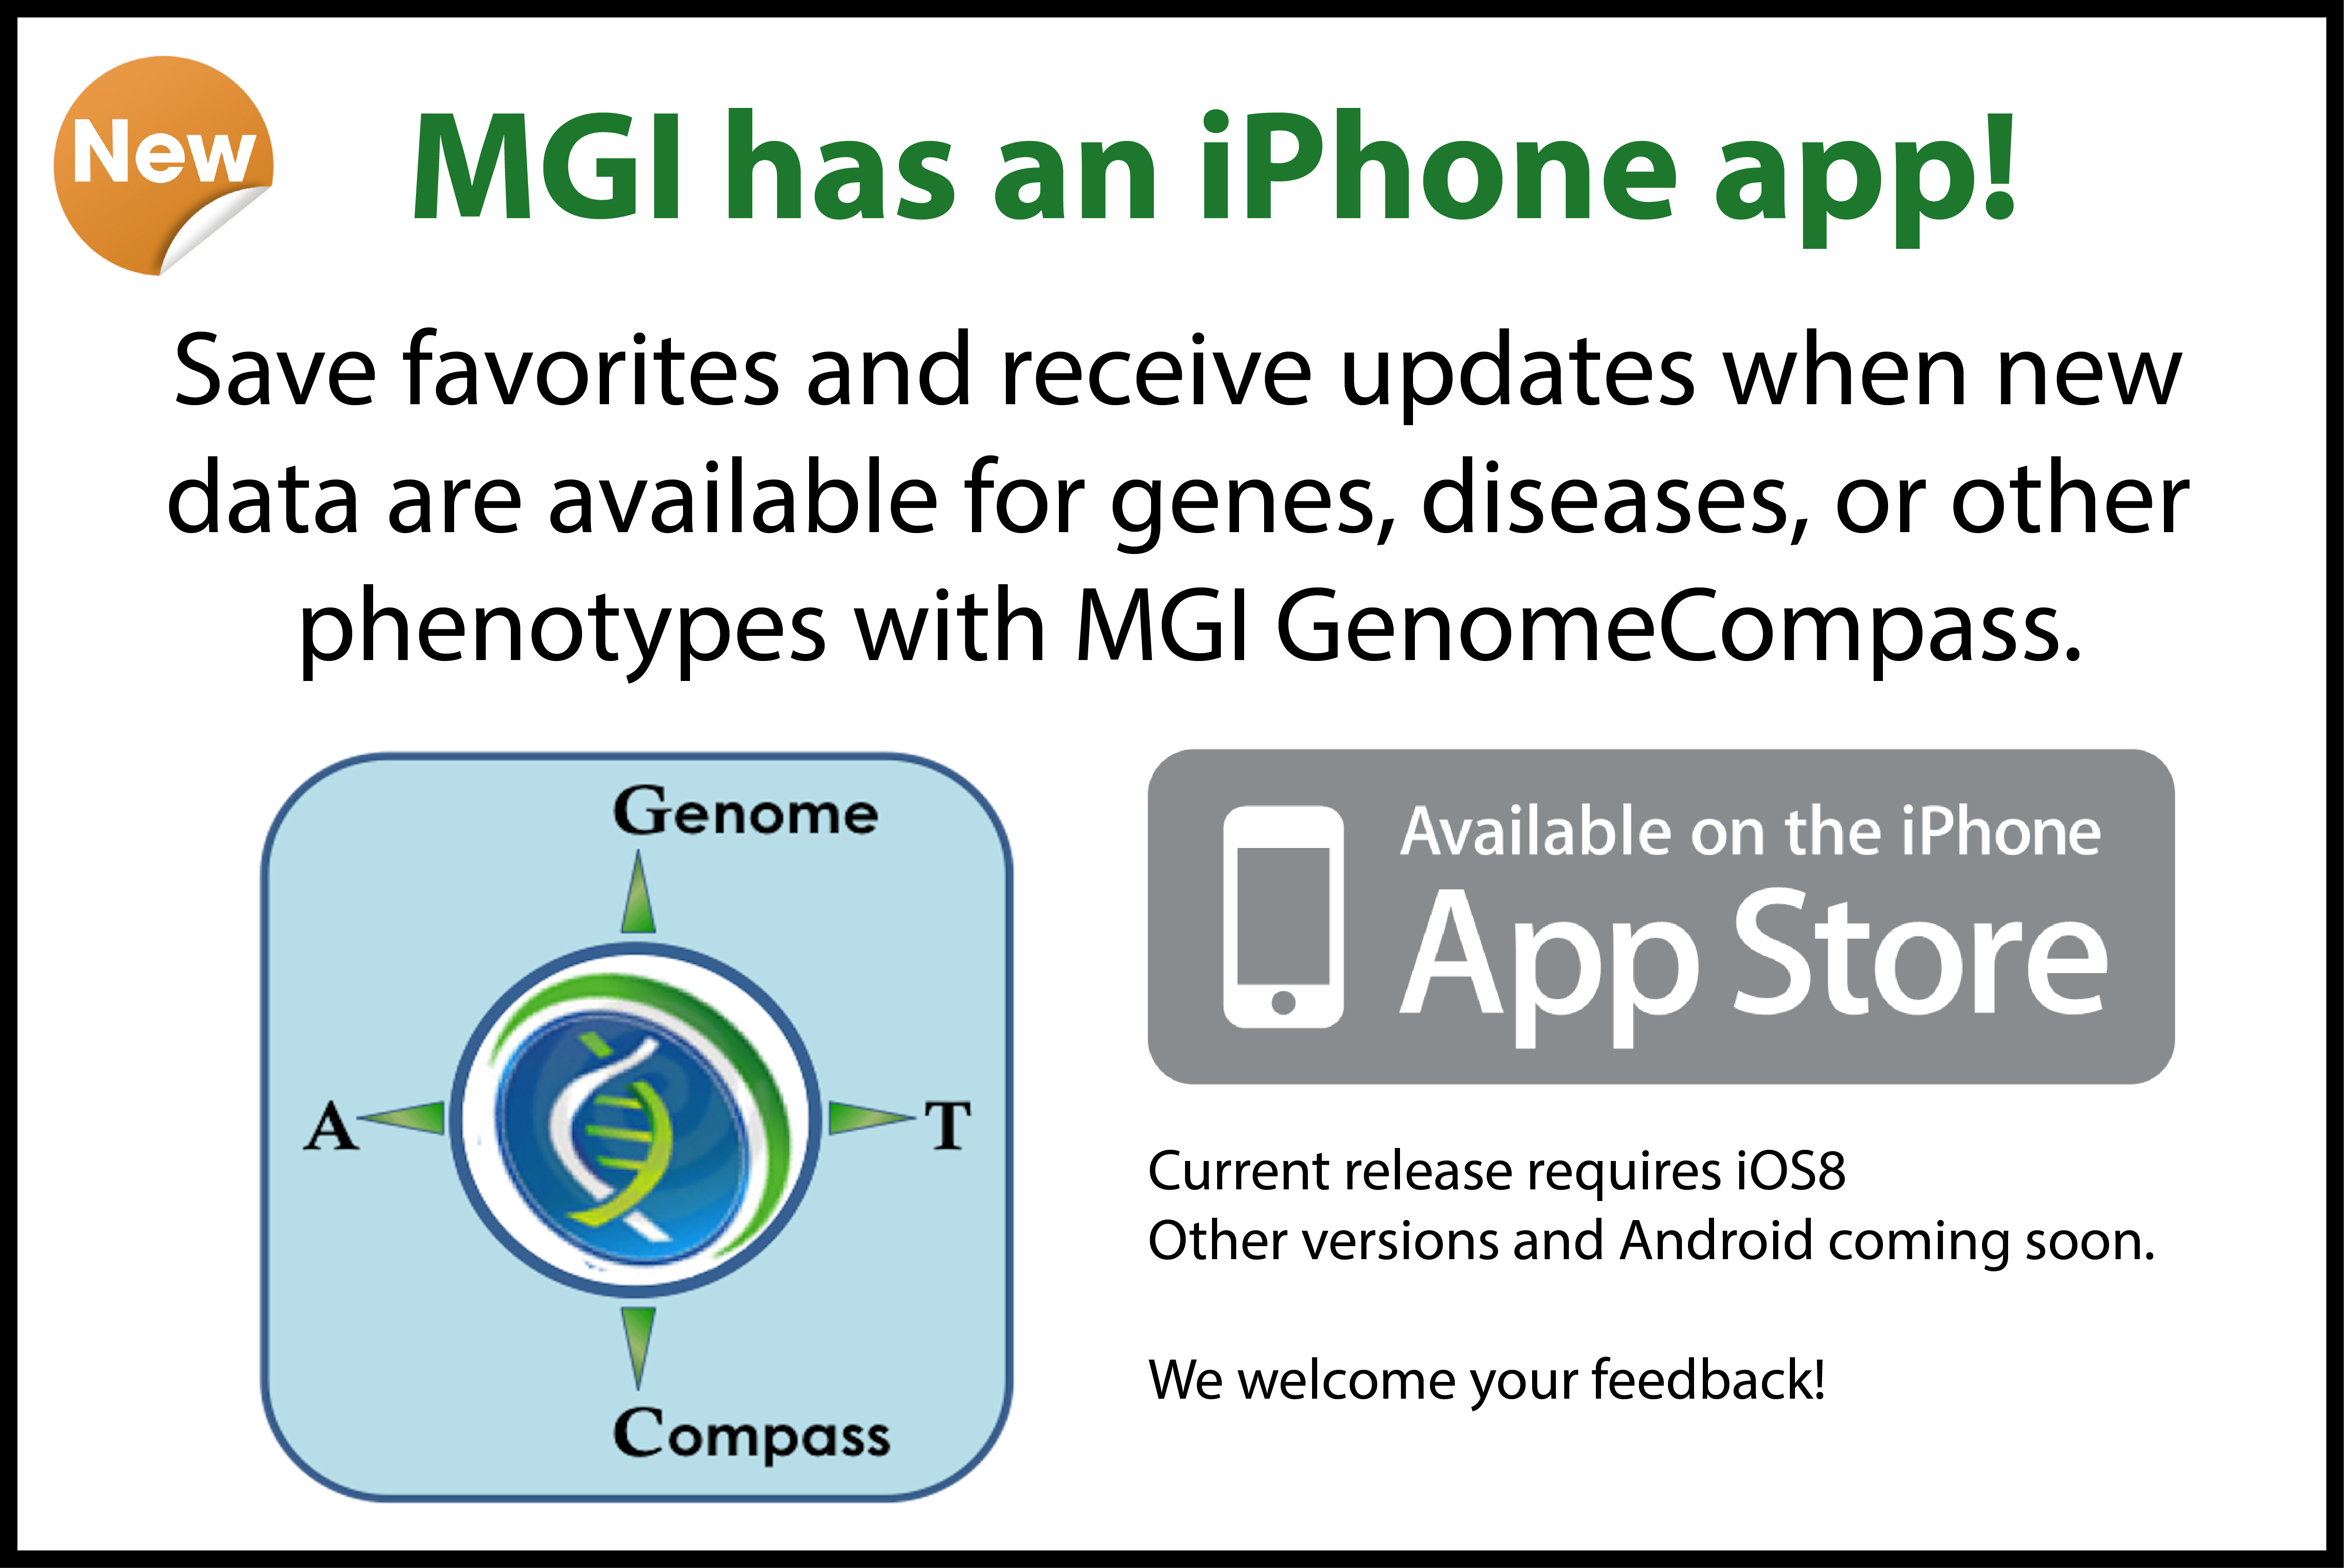 New
MGI has an iPhone app!
Save favorites and receive updates when new
data are available for genes, diseases, or other
phenotypes with MGI GenomeCompass.
Genome
A
T
Compass
Available on the iPhone
App Store
Current release requires iOS8
Other versions and Android coming soon.
We welcome your feedback!